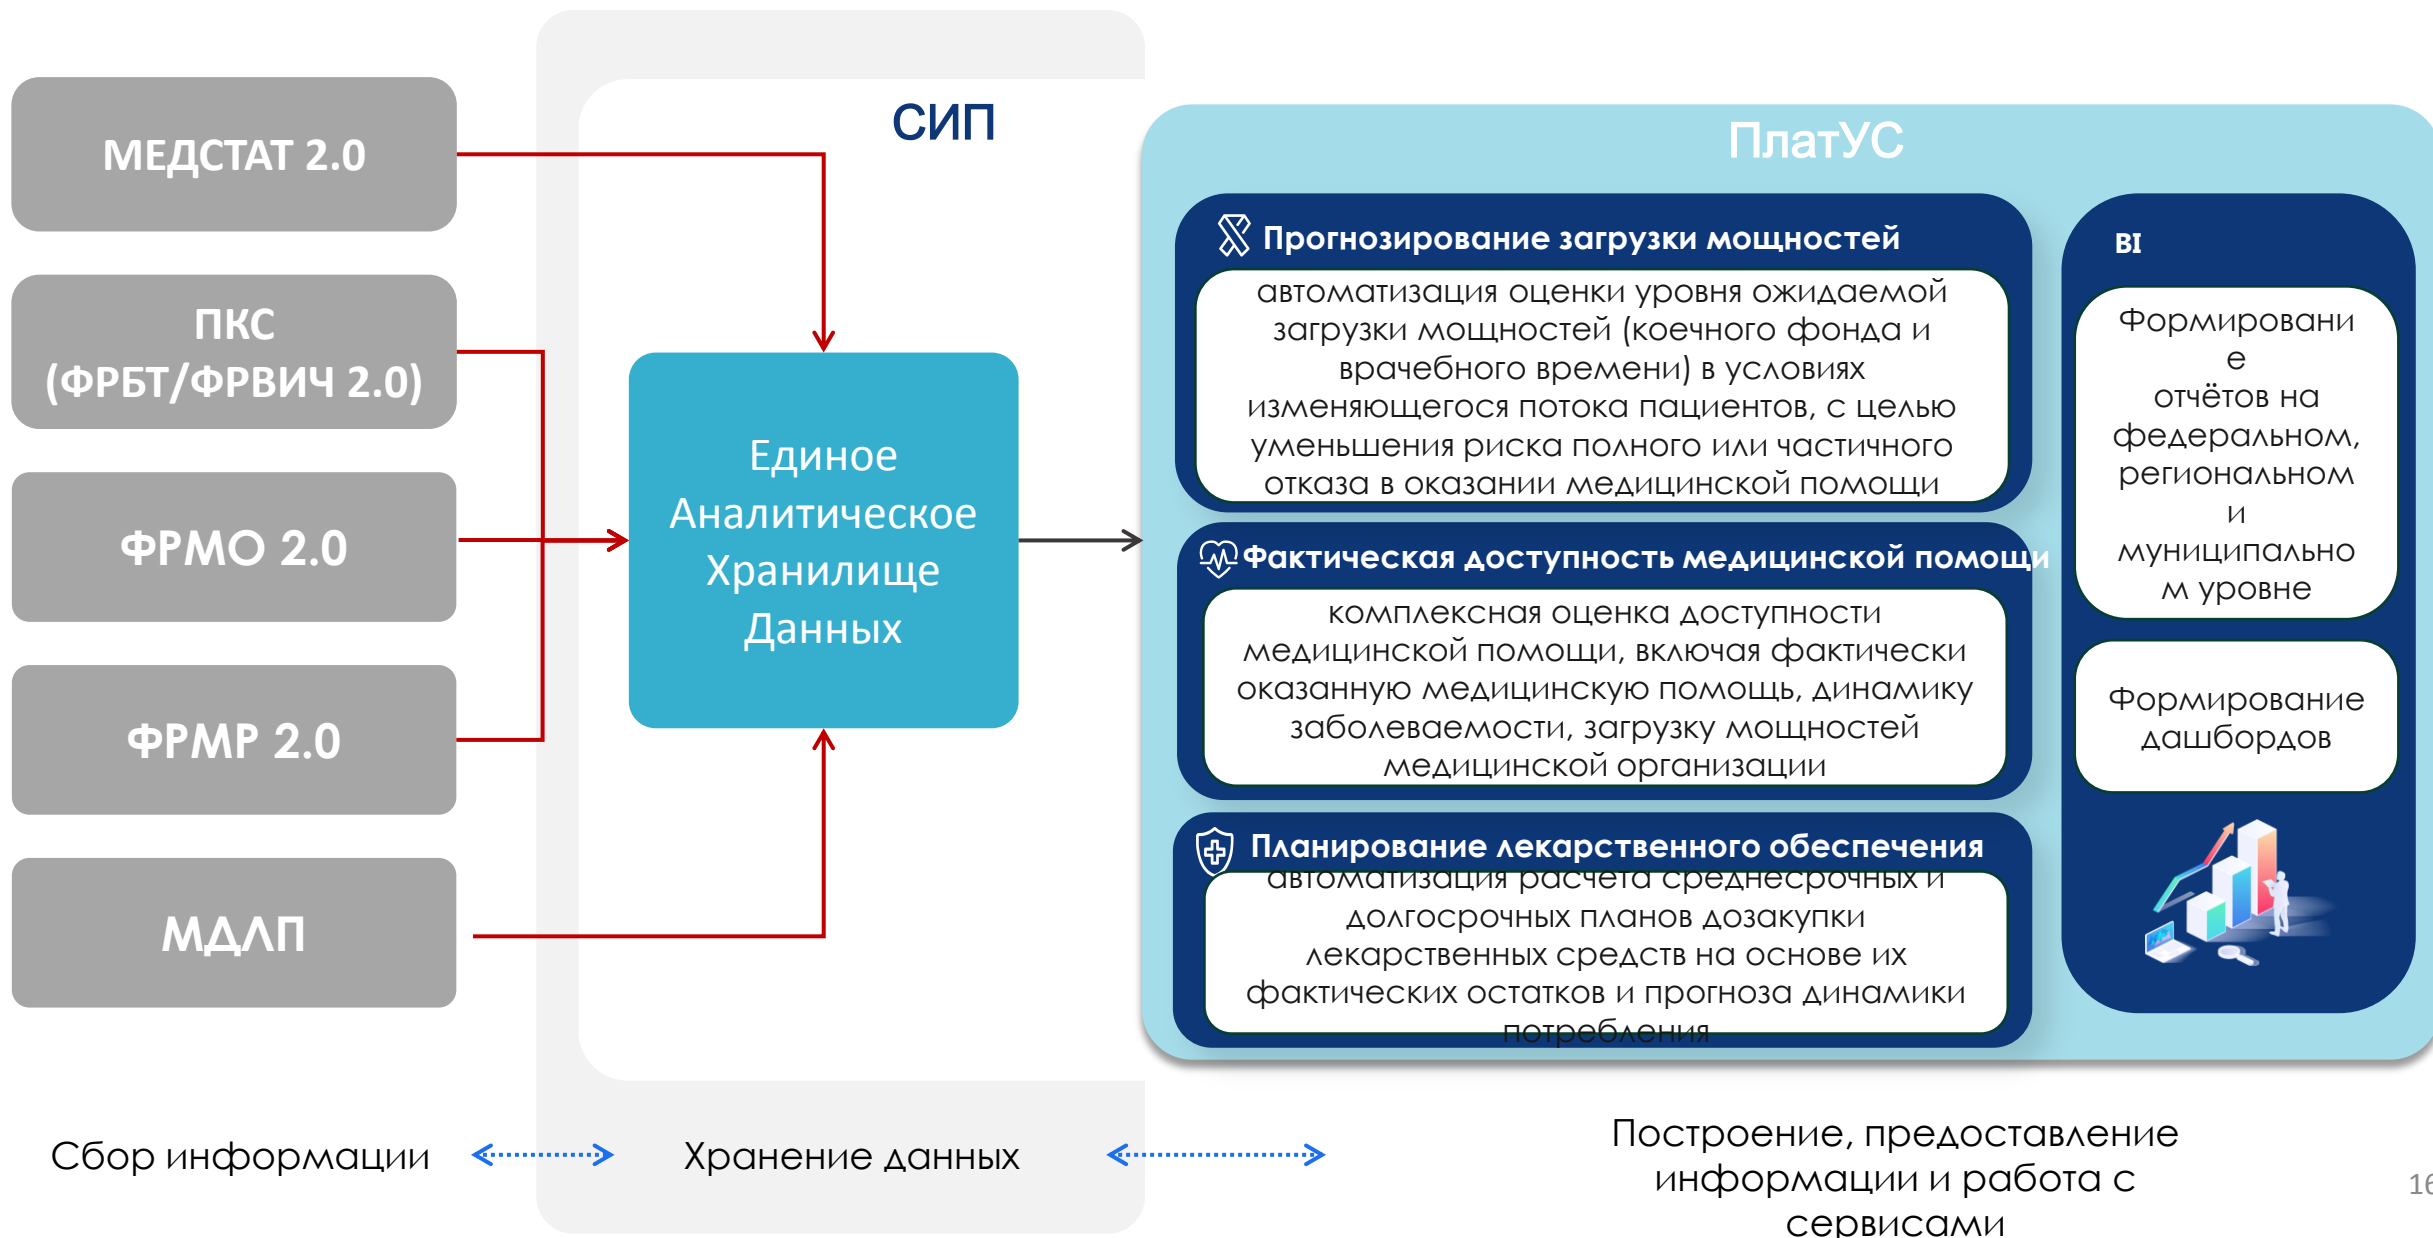 МЕДСТАТ 2.0
ПКС
(ФРБТ/ФРВИЧ 2.0)
ФРМО 2.0
ФРМР 2.0
МДЛП
СИП
Единое
Аналитическое
Хранилище
Данных
ПлатУС
Прогнозирование загрузки мощностей
автоматизация оценки уровня ожидаемой
загрузки мощностей (коечного фонда и
врачебного времени) в условиях
изменяющегося потока пациентов, с целью
уменьшения риска полного или частичного
отказа в оказании медицинской помощи
Фактическая доступность медицинской помощи
комплексная оценка доступности
медицинской помощи, включая фактически
оказанную медицинскую помощь, динамику
заболеваемости, загрузку мощностей
медицинской организации
Планирование лекарственного обеспечения
автоматизация расчета среднесрочных и
долгосрочных планов дозакупки
лекарственных средств на основе их
фактических остатков и прогноза динамики
потребления
BI
Формировани
е
отчётов на
федеральном,
региональном
и
муниципально
м уровне
Формирование
дашбордов
Сбор информации
Хранение данных
Построение, предоставление
информации и работа с
сервисами
16